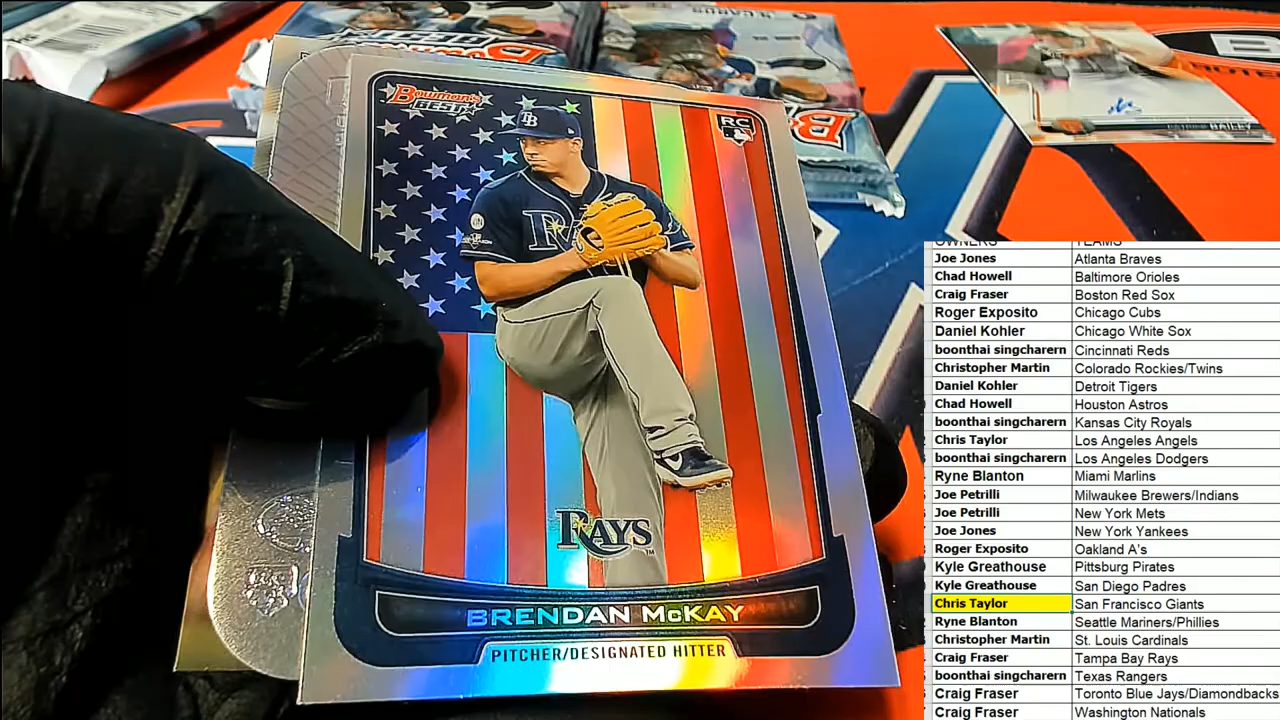 Bowman's
BEST
RC
TB
R
RAYS
TM
BRENDAN McKAY
PITCHER/DESIGNATED HITTER
BAILEY
B
OWNERS TEAMS
Joe Jones Atlanta Braves
Chad Howell Baltimore Orioles
Craig Fraser Boston Red Sox
Roger Exposito Chicago Cubs
Daniel Kohler Chicago White Sox
boonthai singcharern Cincinnati Reds
Christopher Martin Colorado Rockies/Twins
Daniel Kohler Detroit Tigers
Chad Howell Houston Astros
boonthai singcharern Kansas City Royals
Chris Taylor Los Angeles Angels
boonthai singcharern Los Angeles Dodgers
Ryne Blanton Miami Marlins
Joe Petrilli Milwaukee Brewers/Indians
Joe Petrilli New York Mets
Joe Jones New York Yankees
Roger Exposito Oakland A's
Kyle Greathouse Pittsburg Pirates
Kyle Greathouse San Diego Padres
Chris Taylor San Francisco Giants
Ryne Blanton Seattle Mariners/Phillies
Christopher Martin St. Louis Cardinals
Craig Fraser Tampa Bay Rays
boonthai singcharern Texas Rangers
Craig Fraser Toronto Blue Jays/Diamondbacks
Craig Fraser Washington Nationals